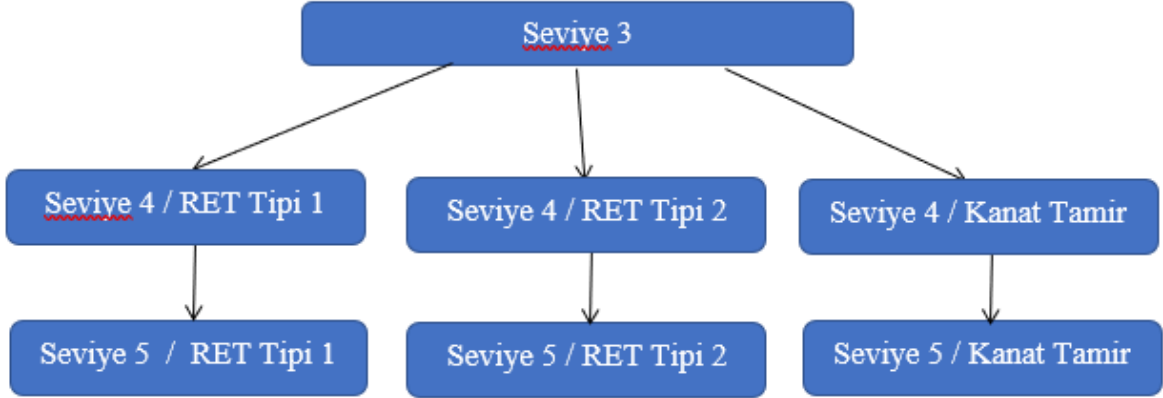 Seviye 3
Seviye 4 / RET Tipi 1
Seviye 4 / RET Tipi 2
Seviye 4 / Kanat Tamir
Seviye 5 / RET Tipi 1
Seviye 5 / RET Tipi 2
Seviye 5 / Kanat Tamir